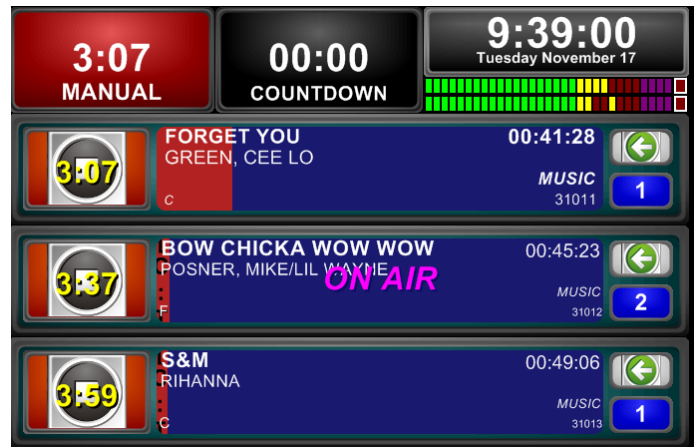 3:07
MANUAL
00:00
COUNTDOWN
9:39:00
Tuesday November 17
3:07
FORGET YOU
GREEN, CEE LO
C
00:41:28
MUSIC
31011
1
3:37
BOW CHICKA WOW WOW
POSNER, MIKE/LIL WAYNE
F
ON AIR
00:45:23
MUSIC
31012
2
3:59
S&M
RIHANNA
C
00:49:06
MUSIC
31013
1